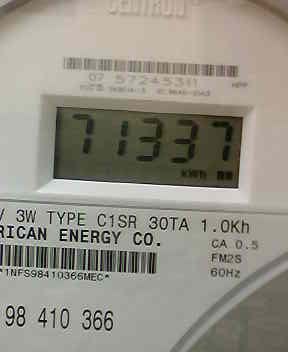 CENTRON
07 57245311
71337
KWH
V 3W TYPE C1SR 30TA 1.0Kh
RICAN ENERGY CO.
CA 0.5
FM2S
60Hz
*1NFS98410366MEC*
98 410 366